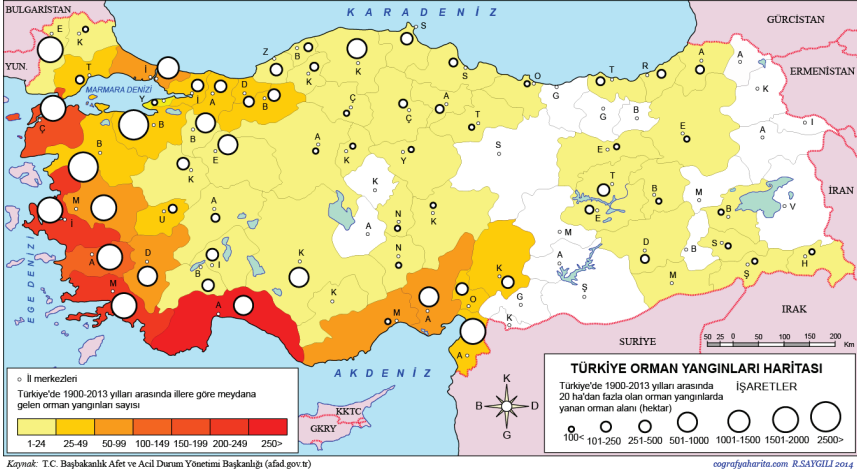 BULGARİSTAN
KARADENİZ
GÜRCİSTAN
YUN.
ERMENİSTAN
MARMARA DENİZİ
İRAN
EGE DENİZİ
AKDENİZ
SURİYE
IRAK
KKTC
GKRY
K
B
D
G
50 25 0 50 100 150 200
Km
İl merkezleri
Türkiye'de 1900-2013 yılları arasında illere göre meydana
gelen orman yangınları sayısı
1-24 25-49 50-99 100-149 150-199 200-249 250>
TÜRKİYE ORMAN YANGINLARI HARİTASI
Türkiye'de 1900-2013 yılları arasında
20 ha'dan fazla olan orman yangınlarda
yanan orman alanı (hektar)
İŞARETLER
100< 101-250 251-500 501-1000 1001-1500 1501-2000 2500>
Kaynak: T.C. Başbakanlık Afet ve Acil Durum Yönetimi Başkanlığı (afad.gov.tr)
cografyaharita.com R.SAYGILI 2014